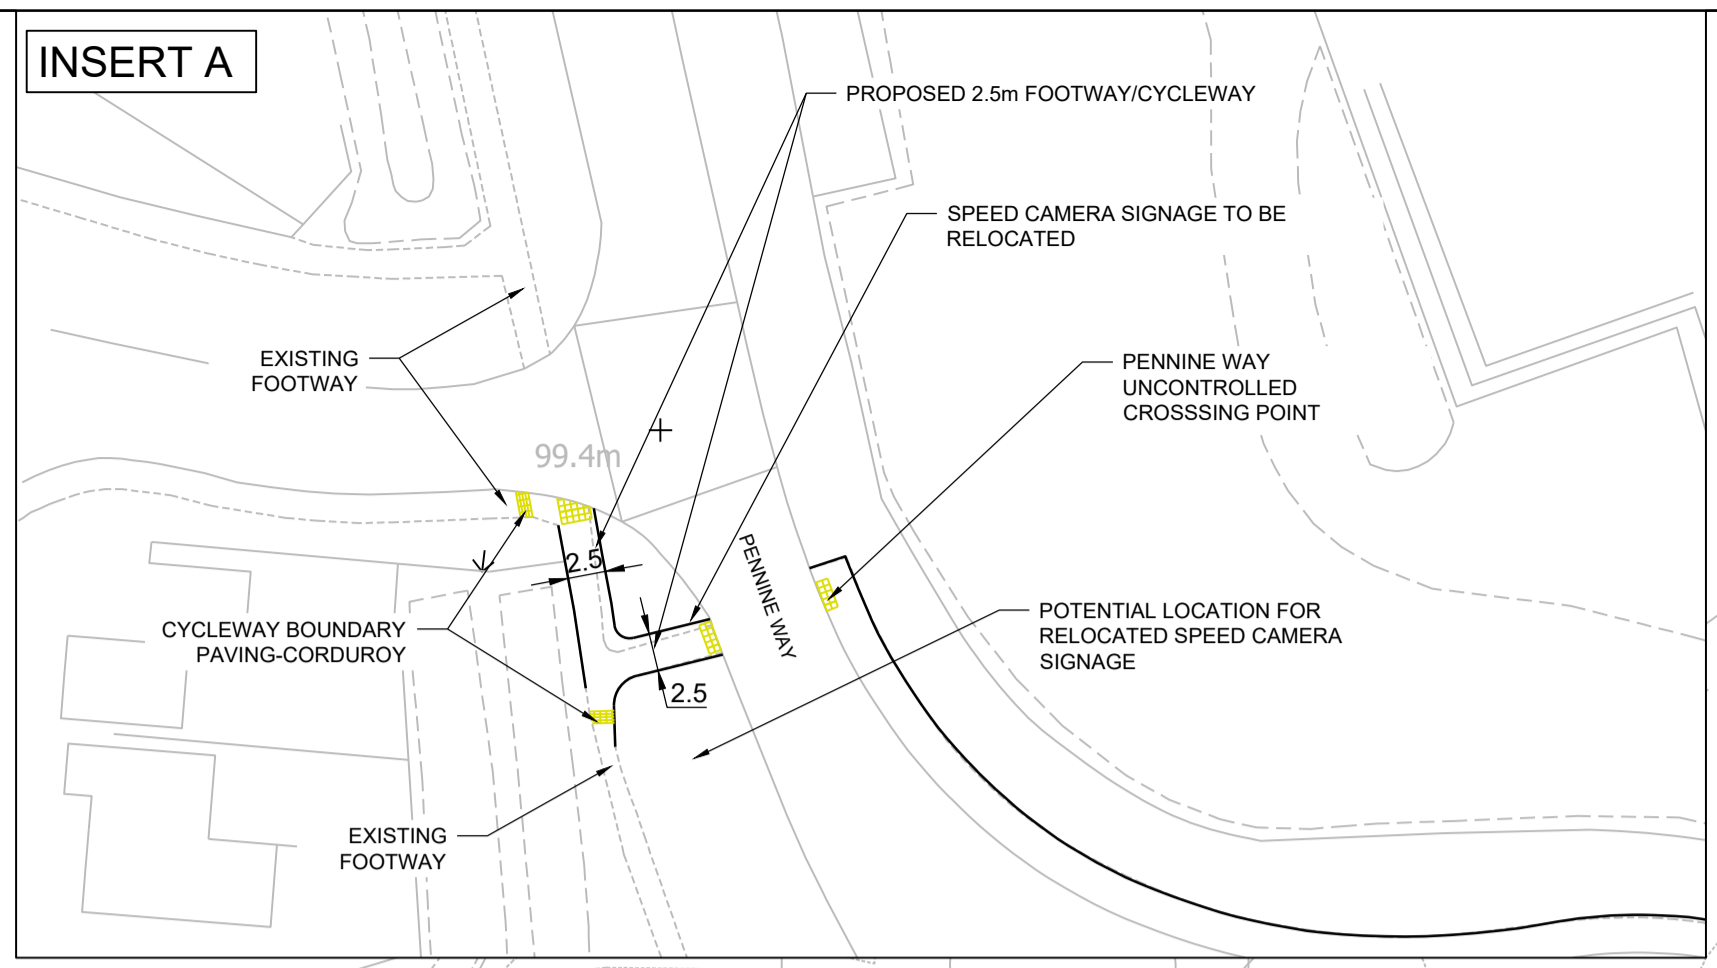 INSERT A
PROPOSED 2.5m FOOTWAY/CYCLEWAY
SPEED CAMERA SIGNAGE TO BE
RELOCATED
EXISTING
FOOTWAY
PENNINE WAY
UNCONTROLLED
CROSSSING POINT
99.4m
2.5
PENNINE WAY
CYCLEWAY BOUNDARY
PAVING-CORDUROY
POTENTIAL LOCATION FOR
RELOCATED SPEED CAMERA
SIGNAGE
2.5
EXISTING
FOOTWAY